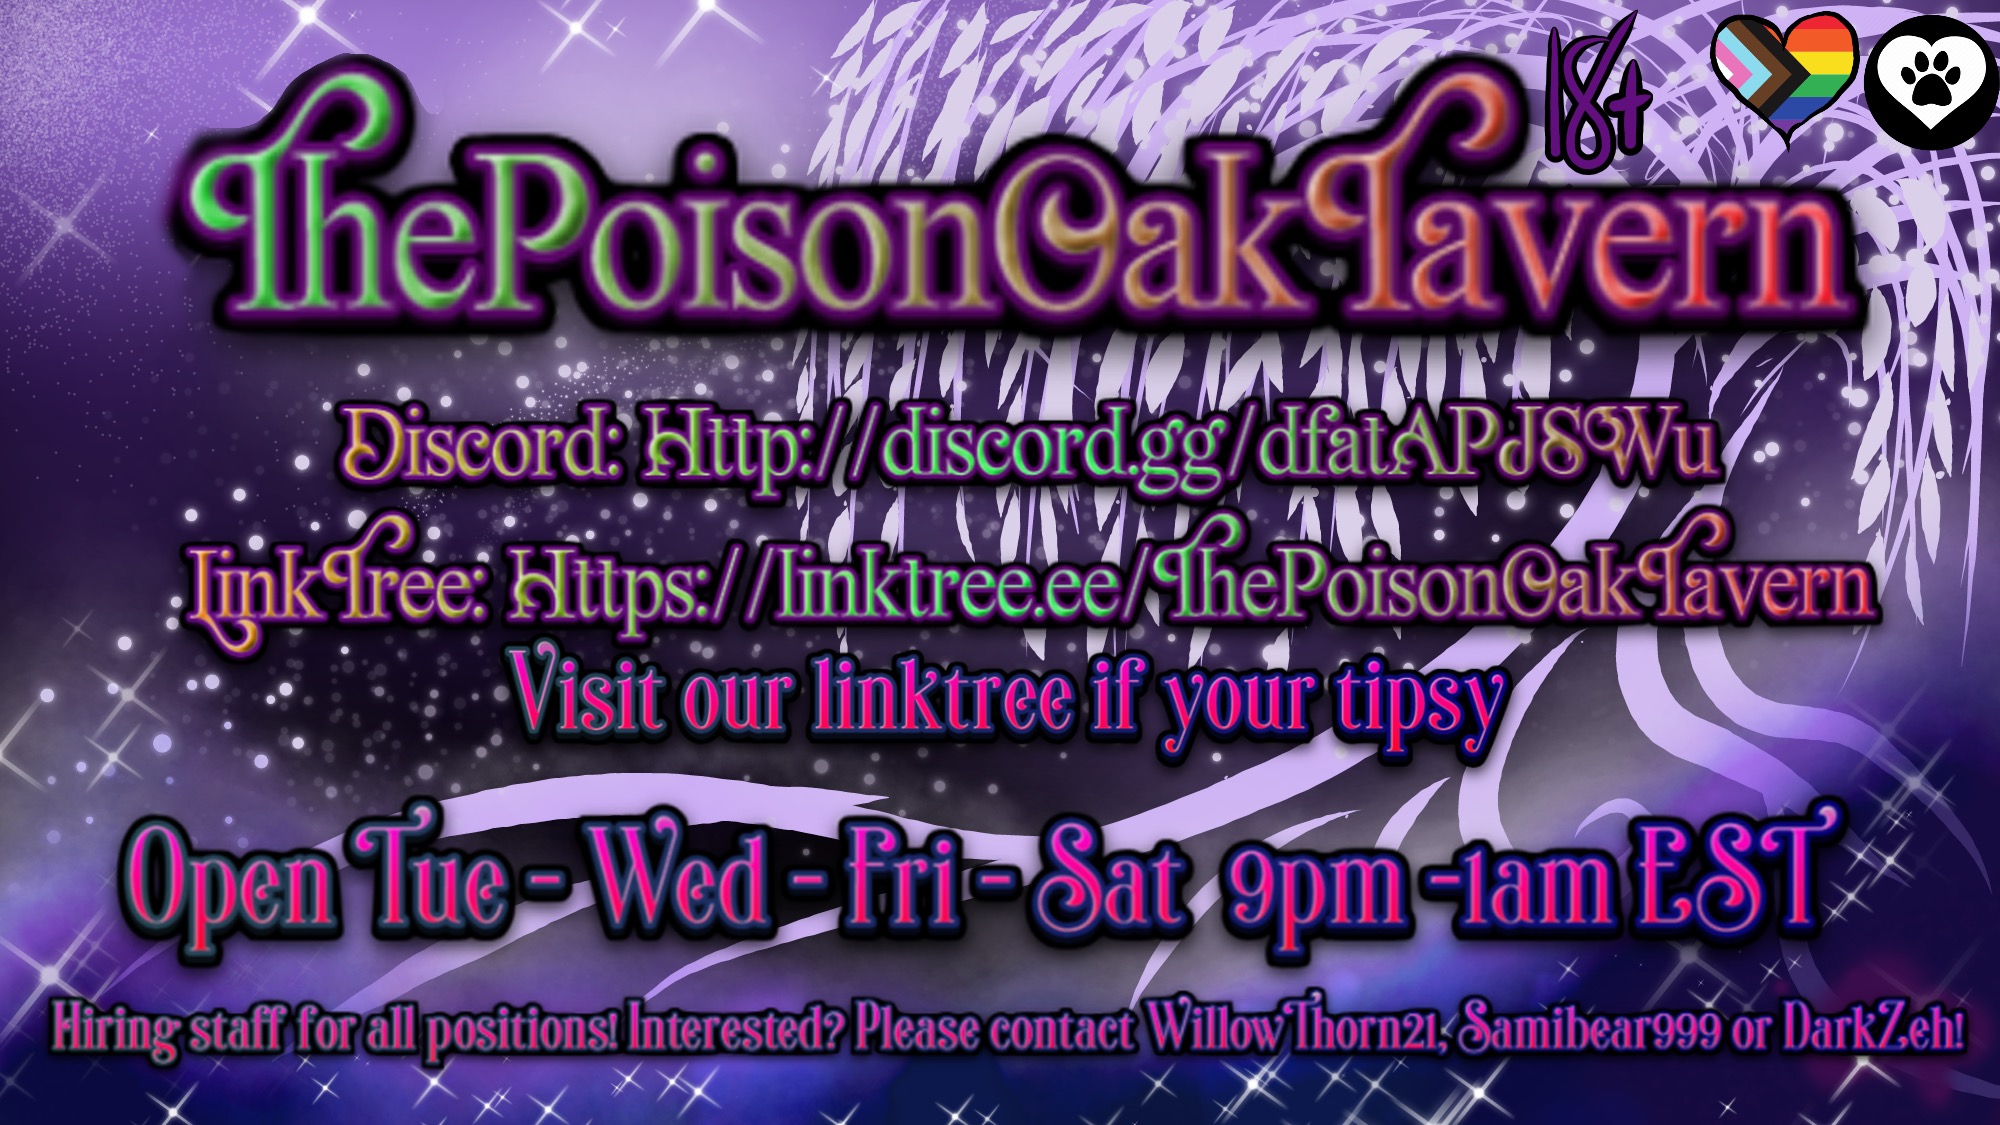 18+
ThePoisonOakTavern
Discord: Http://discord.gg/dfatAPJSWu
LinkTree: Https://linktree.ee/ThePoisonOakTavern
Visit our linktree if your tipsy
Open Tue - Wed - Fri - Sat 9pm -1am EST
Hiring staff for all positions! Interested? Please contact WillowThorn21, Samibear999 or DarkZeh!